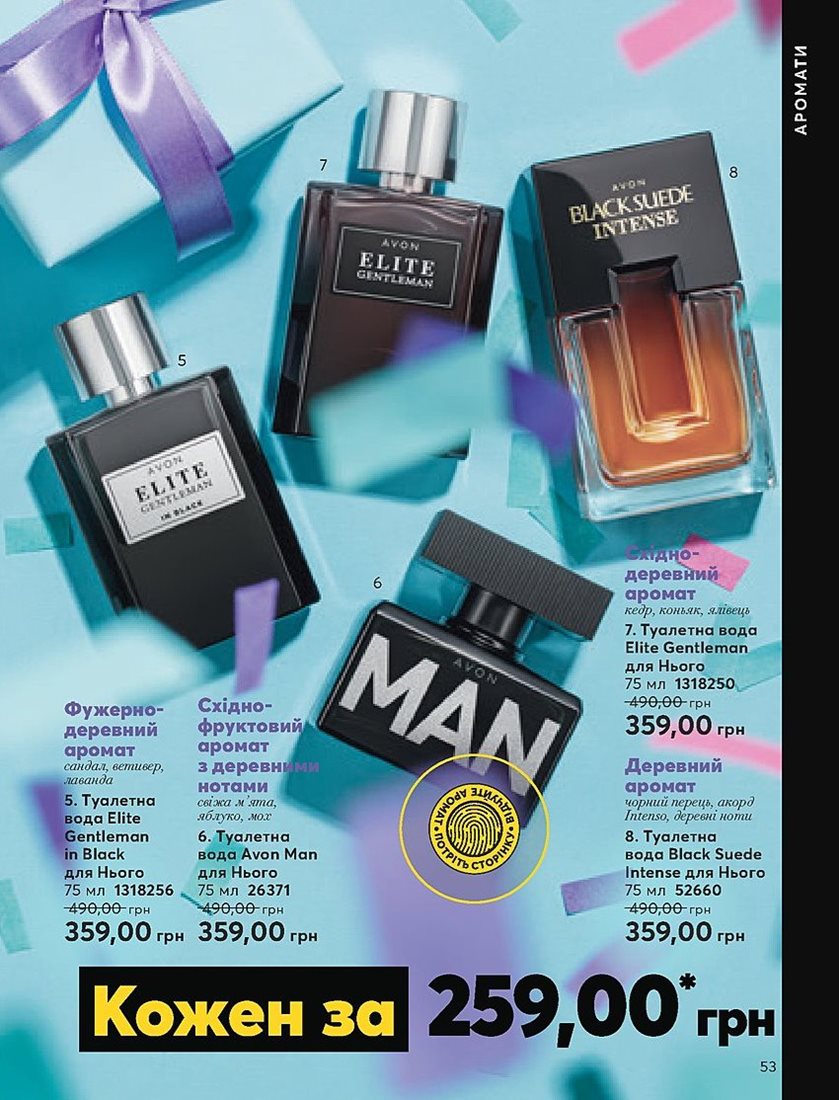 АРОМАТИ
7
8
AVON
BLACK SUEDE
INTENSE
AVON
ELITE
GENTLEMAN
5
AVON
ELITE
GENTLEMAN
IN BLACK
6
AVON
MAN
ВІДЧУЙТЕ АРОМАТ • ПОТРІТЬ СТОРІНКУ •
Східно-
деревний
аромат
кедр, коньяк, ялівець
7. Туалетна вода
Elite Gentleman
для Нього
75 мл 1318250
490,00 грн
359,00 грн
Фужерно-
деревний
аромат
сандал, ветивер,
лаванда
5. Туалетна
вода Elite
Gentleman
in Black
для Нього
75 мл 1318256
490,00 грн
359,00 грн
Східно-
фруктовий
аромат
з деревними
нотами
свіжа м'ята,
яблуко, мох
6. Туалетна
вода Avon Man
для Нього
75 мл 26371
490,00 грн
359,00 грн
Деревний
аромат
чорний перець, акорд
Intenso, деревні ноти
8. Туалетна
вода Black Suede
Intense для Нього
75 мл 52660
490,00 грн
359,00 грн
Кожен за 259,00* грн
53